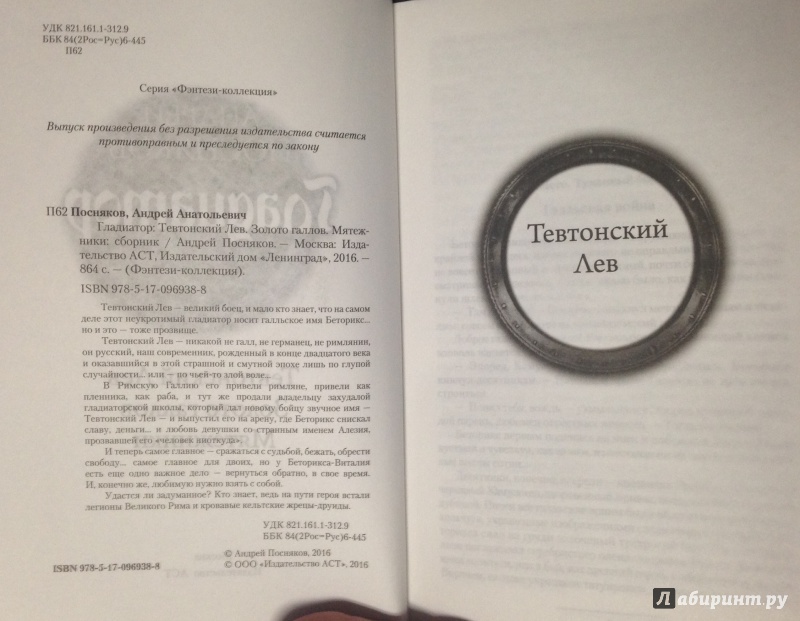 УДК 821.161.1-312.9
ББК 84(2Рос=Рус)6-445
П62
Серия «Фэнтези-коллекция»
Выпуск произведения без разрешения издательства считается
противоправным и преследуется по закону
П62 Посняков, Андрей Анатольевич
Гладиатор: Тевтонский Лев. Золото галлов. Мятеж-
ники: сборник / Андрей Посняков. — Москва: Изда-
тельство АСТ, Издательский дом «Ленинград», 2016. —
864 с. — (Фэнтези-коллекция).
ISBN 978-5-17-096938-8
Тевтонский Лев — великий боец, и мало кто знает, что на самом
деле этот неукротимый гладиатор носит галльское имя Беторикс...
но и это — тоже прозвище.
Тевтонский Лев — никакой не галл, не германец, не римлянин,
он русский, наш современник, рожденный в конце двадцатого века
и оказавшийся в этой страшной и смутной эпохе лишь по глупой
случайности... или — по чьей-то злой воле...
В Римскую Галлию его привели римляне, привели как
пленника, как раба, и тут же продали владельцу захудалой
гладиаторской школы, который дал новому бойцу звучное имя —
Тевтонский Лев — и выпустил его на арену, где Беторикс снискал
славу, деньги... и любовь девушки со странным именем Алезия,
прозвавшей его «человек ниоткуда».
И теперь самое главное — сражаться с судьбой, бежать, обрести
свободу... самое главное для двоих, но у Беторикса-Виталия
есть еще одно важное дело — вернуться обратно, в свое время.
И, конечно же, любимую нужно взять с собой.
Удастся ли задуманное? Кто знает, ведь на пути героя встали
легионы Великого Рима и кровавые кельтские жрецы-друиды.
УДК 821.161.1-312.9
ББК 84(2Рос=Рус)6-445
© Андрей Посняков, 2016
ISBN 978-5-17-096938-8
© ООО «Издательство АСТ», 2016
Тевтонский
Лев
Лабиринт.ру